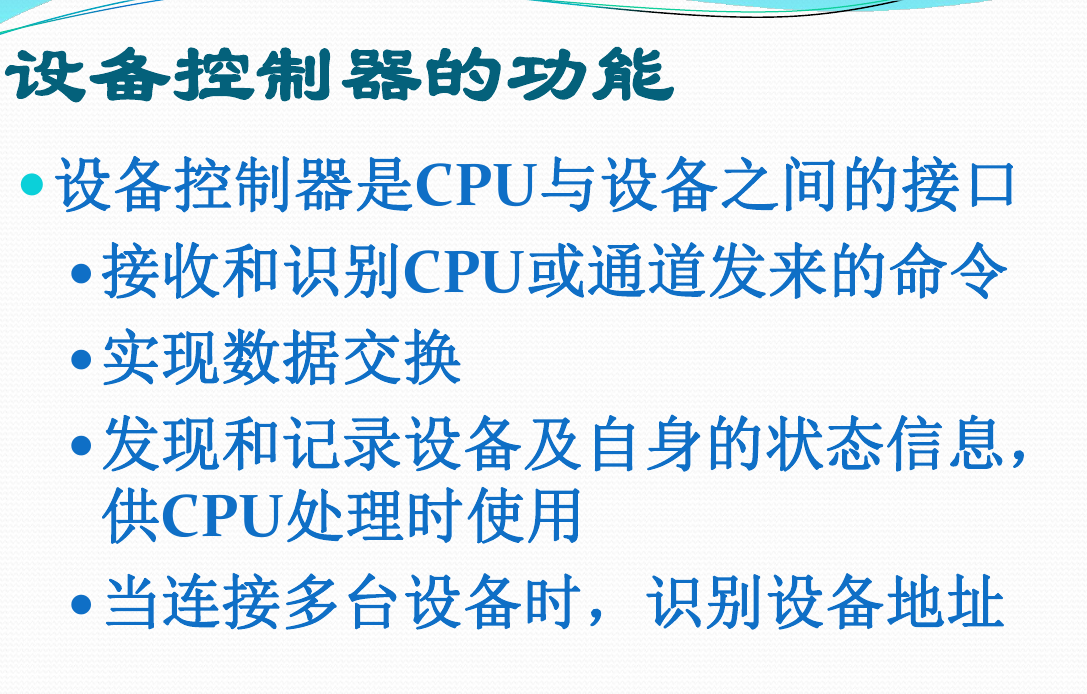 设备控制器的功能
•设备控制器是CPU与设备之间的接口
•接收和识别CPU或通道发来的命令
•实现数据交换
•发现和记录设备及自身的状态信息，
供CPU处理时使用
•当连接多台设备时，识别设备地址